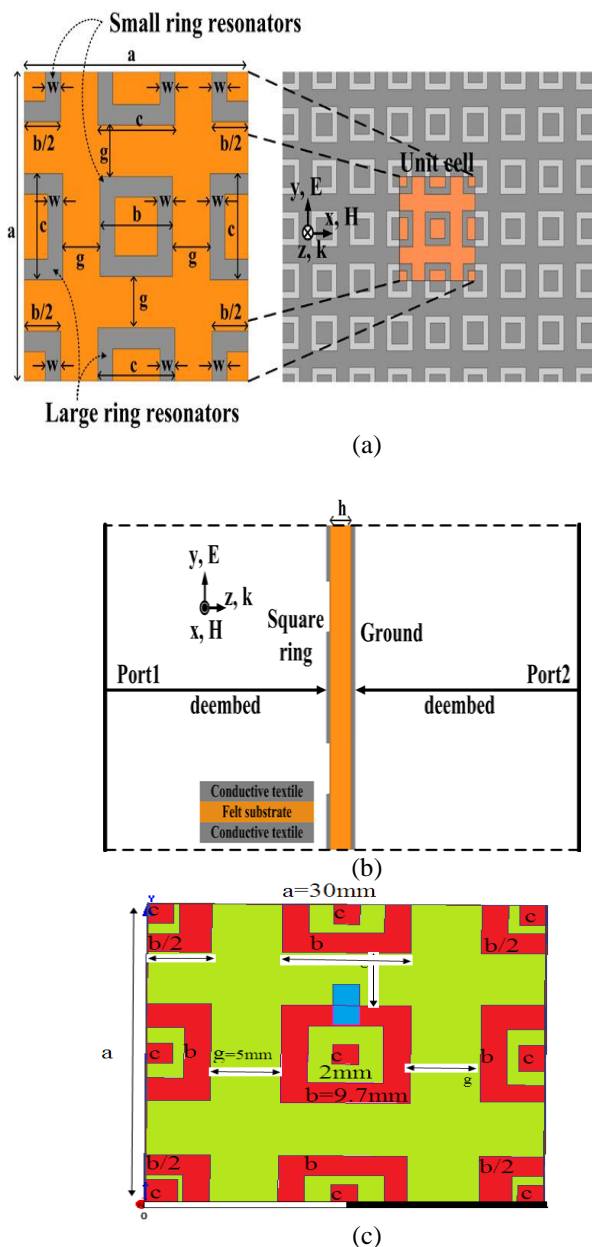 Small ring resonators
a
W W W
c
b/2 b/2
g
Unit cell
W W
a c b c
y, E
x, H
z, k
g g
g
b/2 b/2
W W W
c
Large ring resonators
(a)
h
y, E
z, k
x, H
Square
ring
Ground
Port1 Port2
deembed deembed
Conductive textile
Felt substrate
Conductive textile
(b)
a=30mm
Y
c c c
b/2 b b/2
a c b g=5mm c b c
2mm g
b=9.7mm
b/2 b b/2
c c c
o
(c)